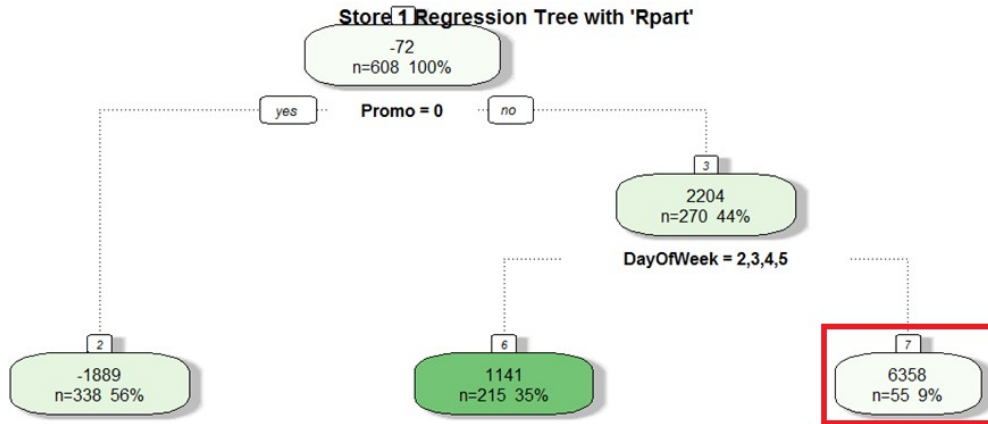 Store 1 Regression Tree with 'Rpart'
1
-72
n=608 100%
yes
Promo = 0
no
3
2204
n=270 44%
DayOfWeek = 2,3,4,5
2
-1889
n=338 56%
6
1141
n=215 35%
7
6358
n=55 9%